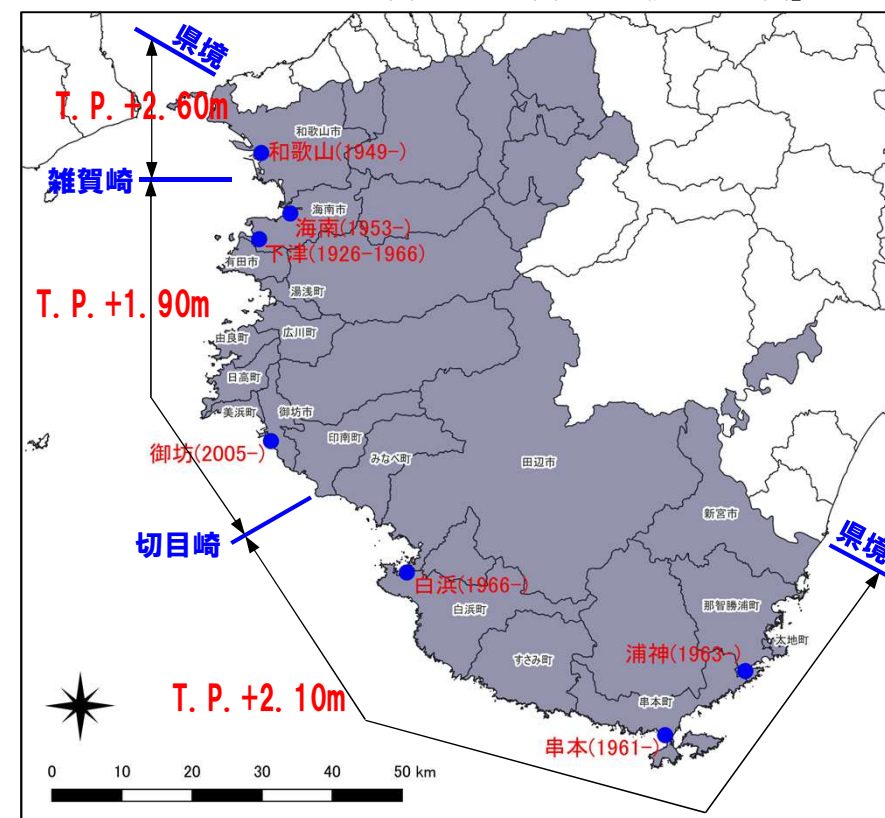 県境
T.P.+2.60m
和歌山市
和歌山(1949-)
雑賀崎
海南市
海南(1953-)
下津(1926-1966)
有田市
湯浅町
T.P.+1.90m
広川町
由良町
日高町
美浜町
御坊市
印南町
御坊(2005-)
みなべ町
田辺市
新宮市
切目崎
県境
白浜(1966-)
白浜町
那智勝浦町
太地町
すさみ町
浦神(1963-)
T.P.+2.10m
串本町
串本(1961-)
0 10 20 30 40 50 km